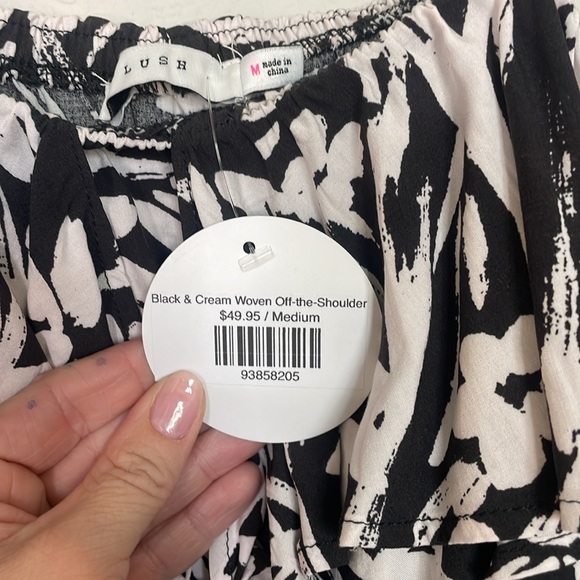 LUSH
M made in
china
Black & Cream Woven Off-the-Shoulder
$49.95 / Medium
93858205